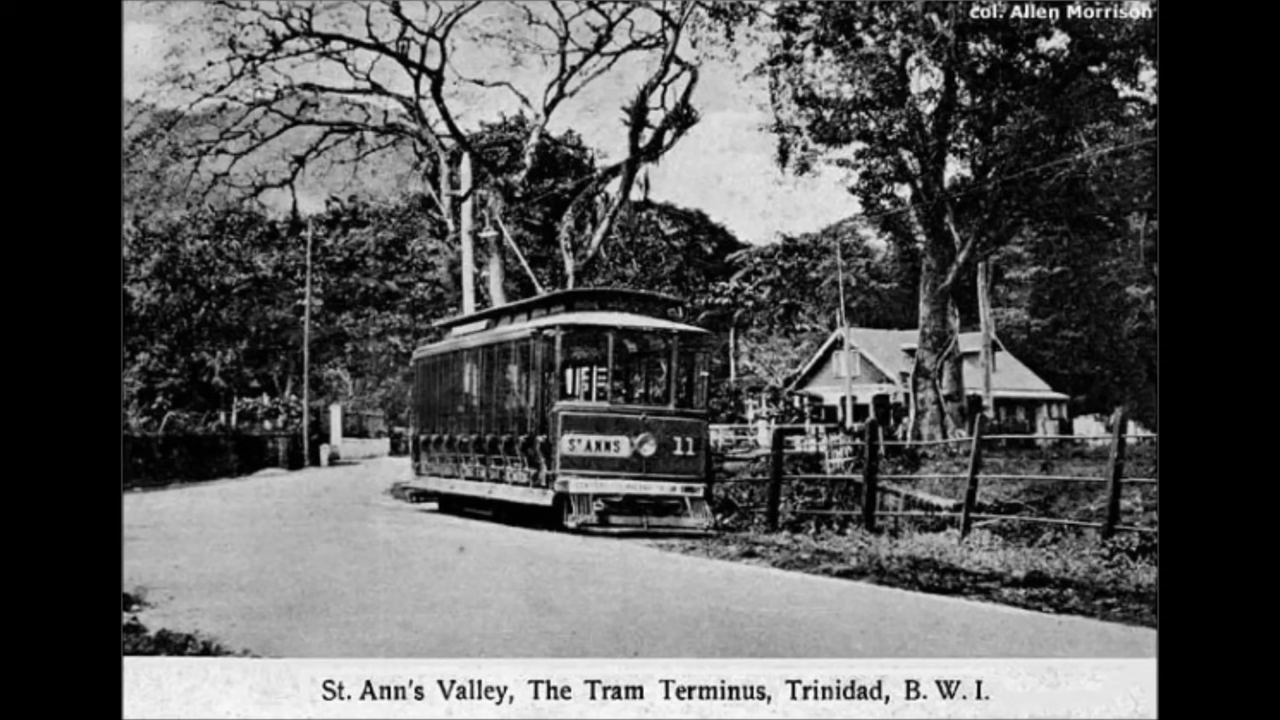 col. Allen Morrison
St ANNS
11
St. Ann's Valley, The Tram Terminus, Trinidad, B. W. I.